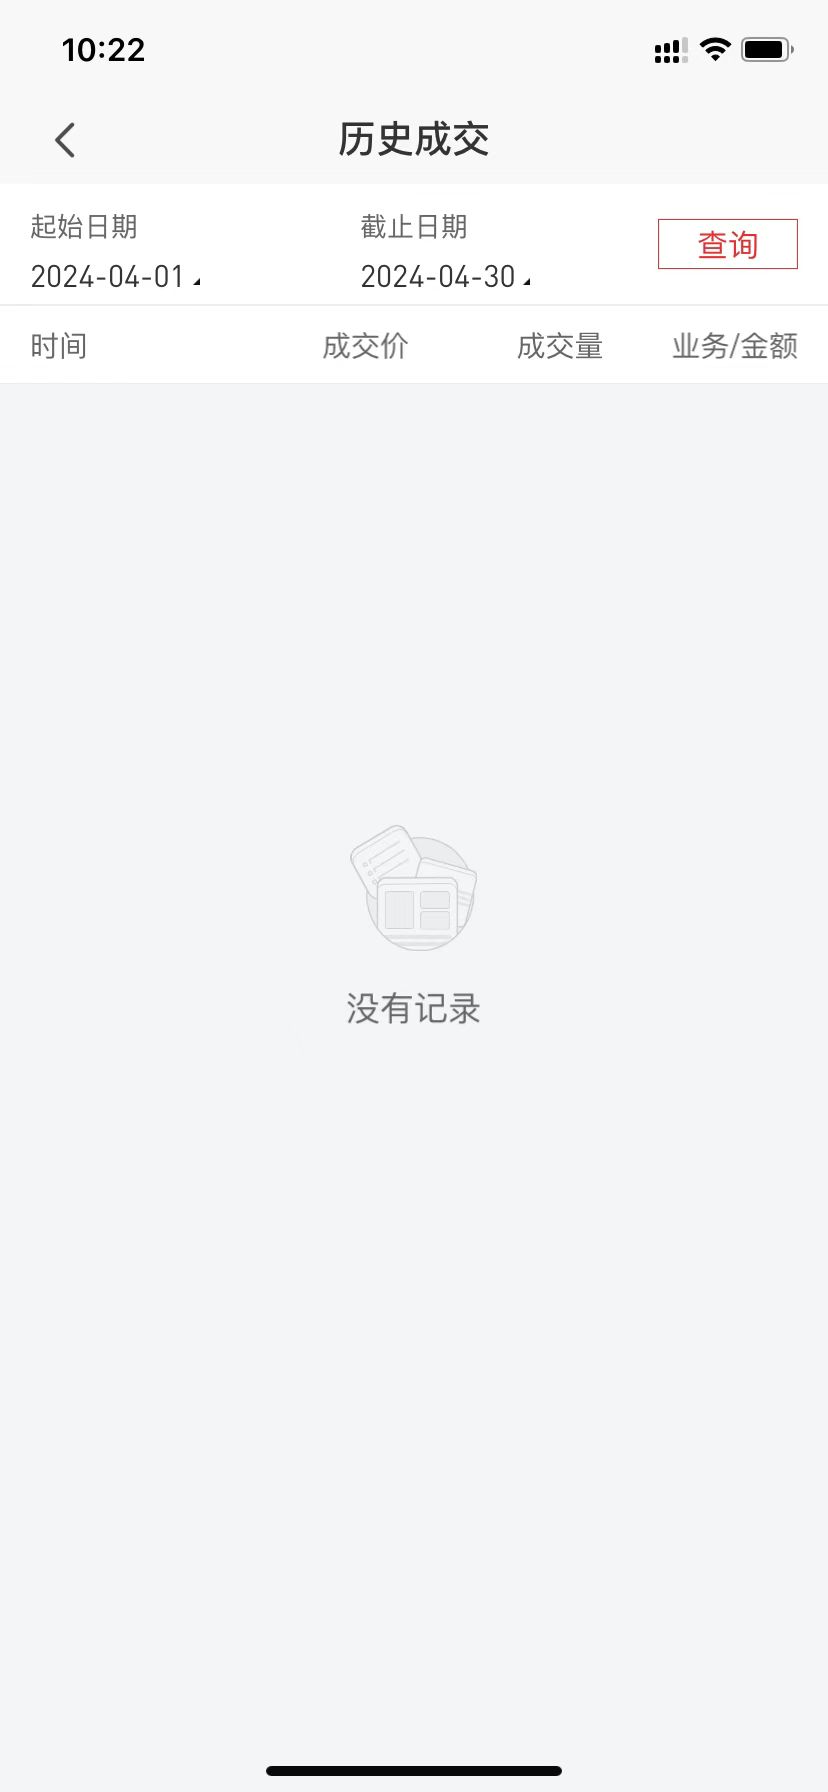 10:22
历史成交
起始日期 截止日期
查询
2024-04-01 2024-04-30
时间 成交价 成交量 业务/金额
没有记录